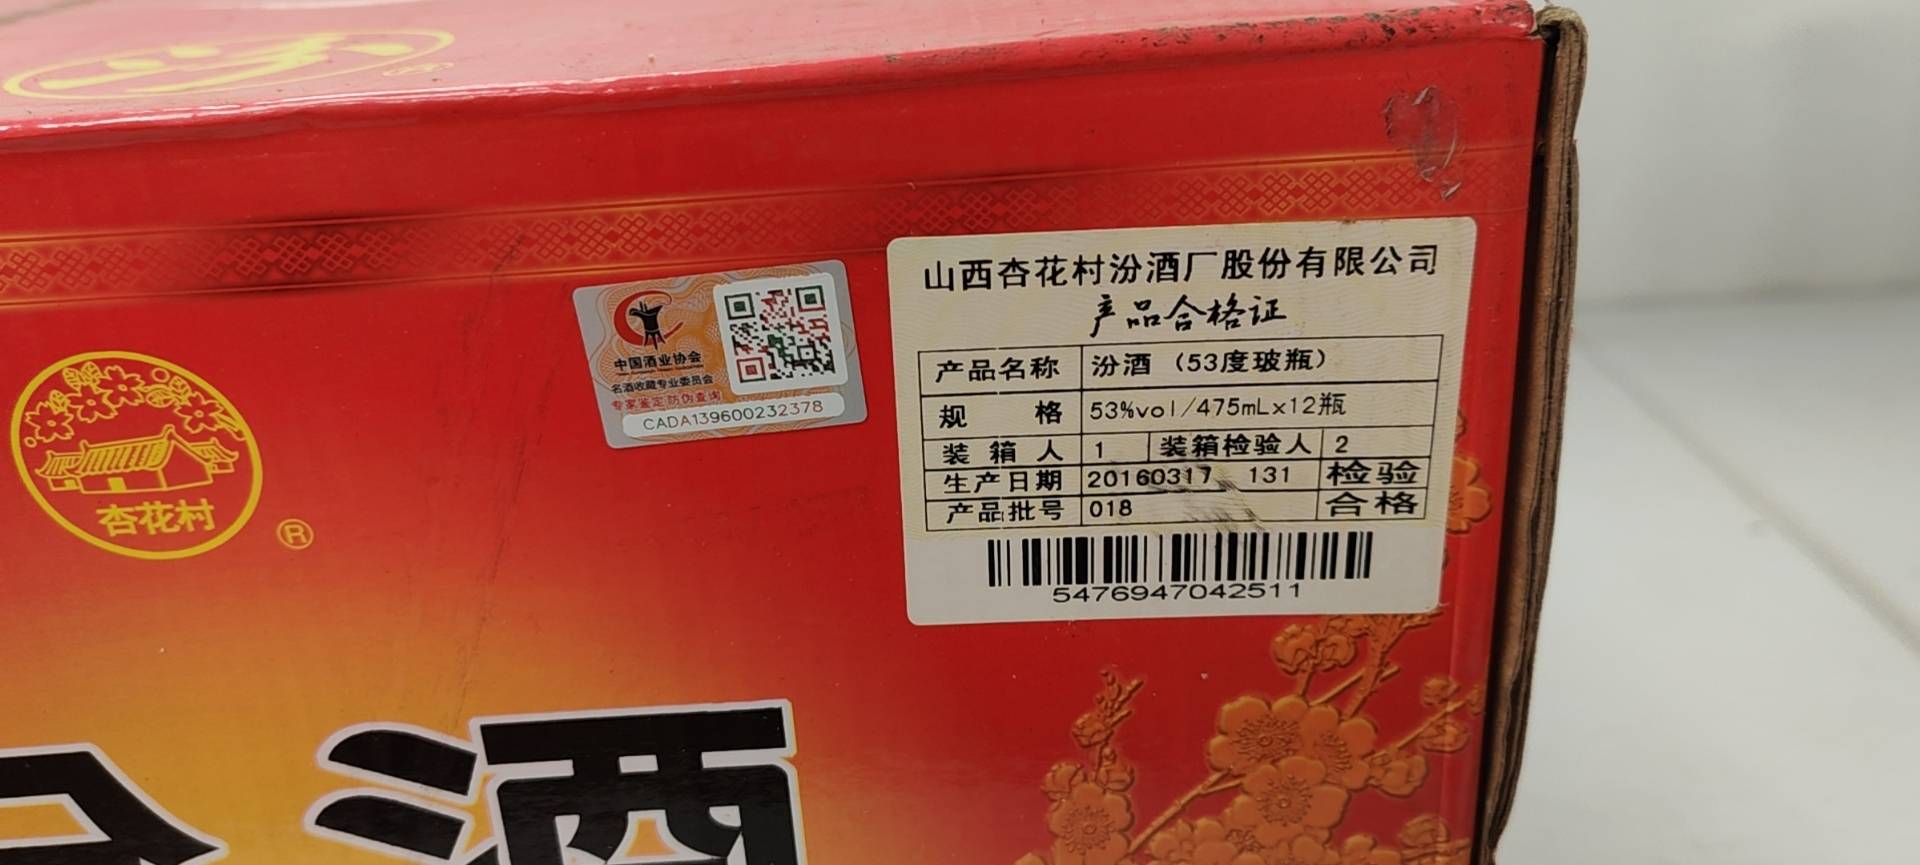 汾
杏花村
®
中国酒业协会
名酒收藏专业委员会
专家鉴定 防伪查询
CADA139600232378
山西杏花村汾酒厂股份有限公司
产品合格证
产品名称 汾酒（53度玻瓶）
规 格 53%vol/475mL×12瓶
装 箱 人 1 装箱检验人 2
生产日期 20160317 131 检验
产品批号 018 合格
5476947042511
汾酒